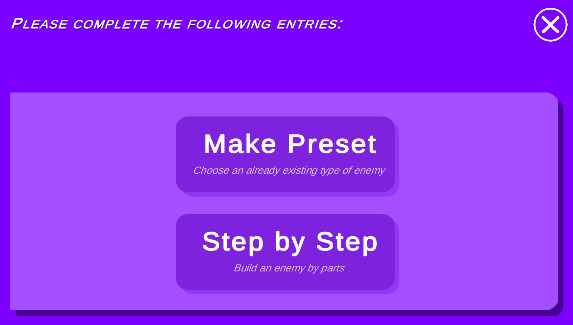 Please complete the following entries:
Make Preset
Choose an already existing type of enemy
Step by Step
Build an enemy by parts